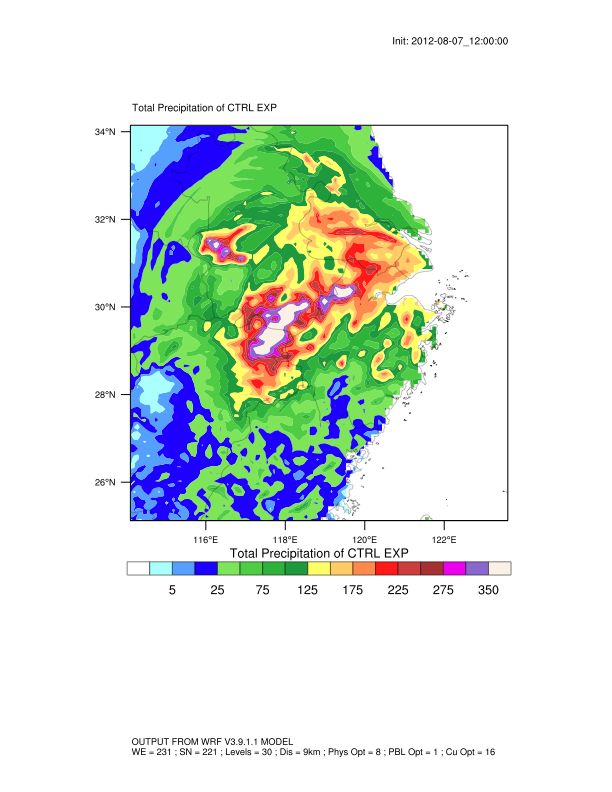 Init: 2012-08-07_12:00:00
Total Precipitation of CTRL EXP
34°N
32°N
30°N
28°N
26°N
116°E 118°E 120°E 122°E
Total Precipitation of CTRL EXP
5 25 75 125 175 225 275 350
OUTPUT FROM WRF V3.9.1.1 MODEL
WE = 231 ; SN = 221 ; Levels = 30 ; Dis = 9km ; Phys Opt = 8 ; PBL Opt = 1 ; Cu Opt = 16